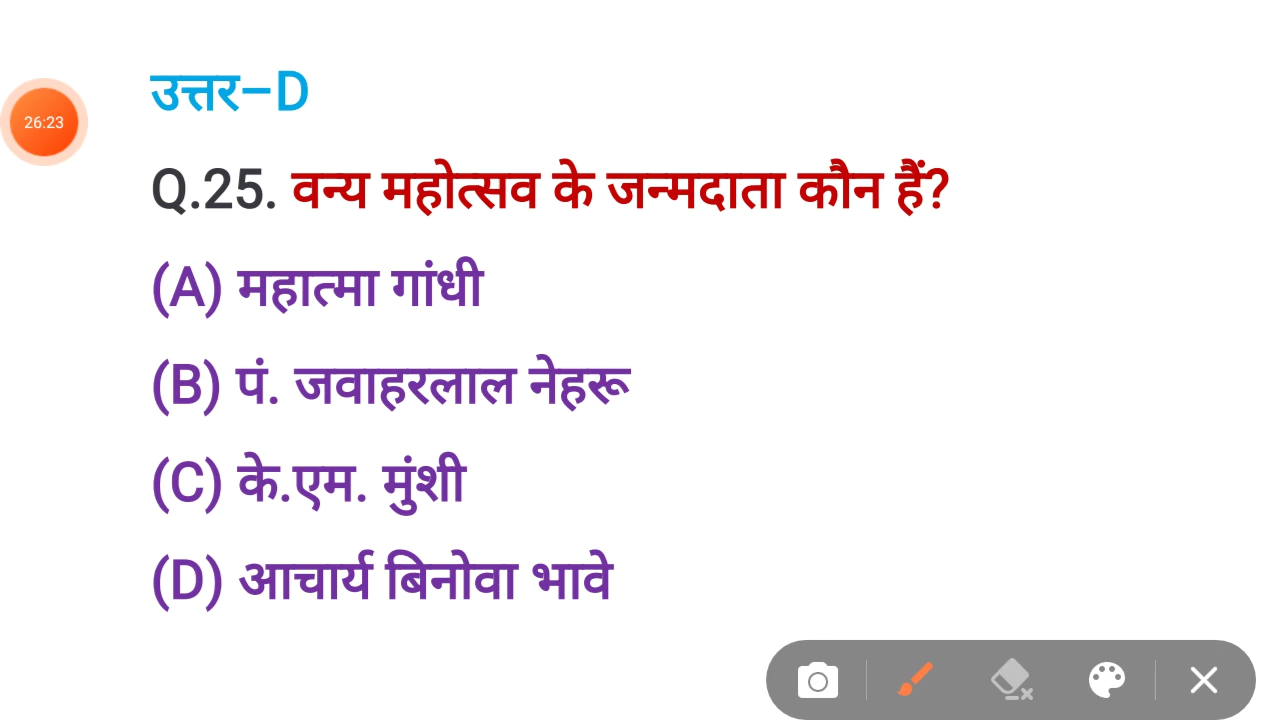 उत्तर–D
26:23
Q.25. वन्य महोत्सव के जन्मदाता कौन हैं?
(A) महात्मा गांधी
(B) पं. जवाहरलाल नेहरू
(C) के.एम. मुंशी
(D) आचार्य बिनोवा भावे